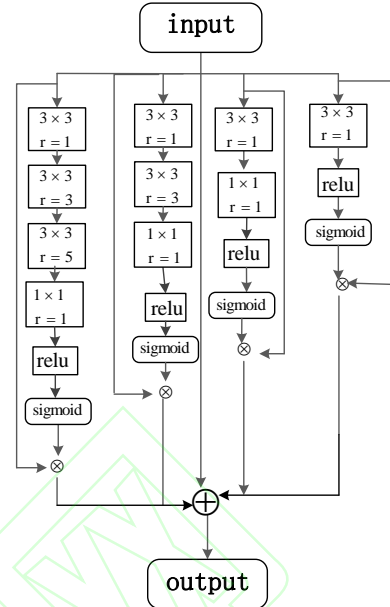 input
3 × 3
r = 1
3 × 3
r = 3
3 × 3
r = 5
1 × 1
r = 1
relu
sigmoid
⊗
3 × 3
r = 1
3 × 3
r = 3
1 × 1
r = 1
relu
sigmoid
⊗
3 × 3
r = 1
1 × 1
r = 1
relu
sigmoid
⊗
3 × 3
r = 1
relu
sigmoid
⊗
⊕
output